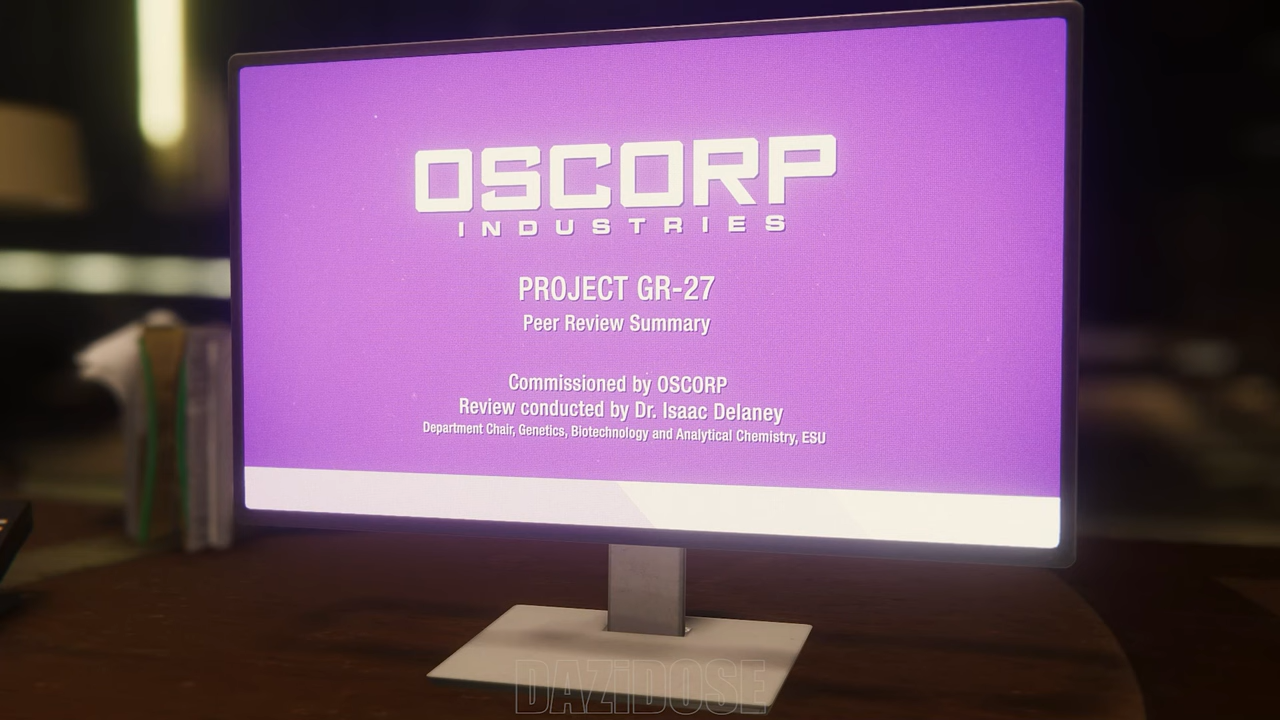 OSCORP
INDUSTRIES
PROJECT GR-27
Peer Review Summary
Commissioned by OSCORP
Review conducted by Dr. Isaac Delaney
Department Chair, Genetics, Biotechnology and Analytical Chemistry, ESU
DAZiDOSE